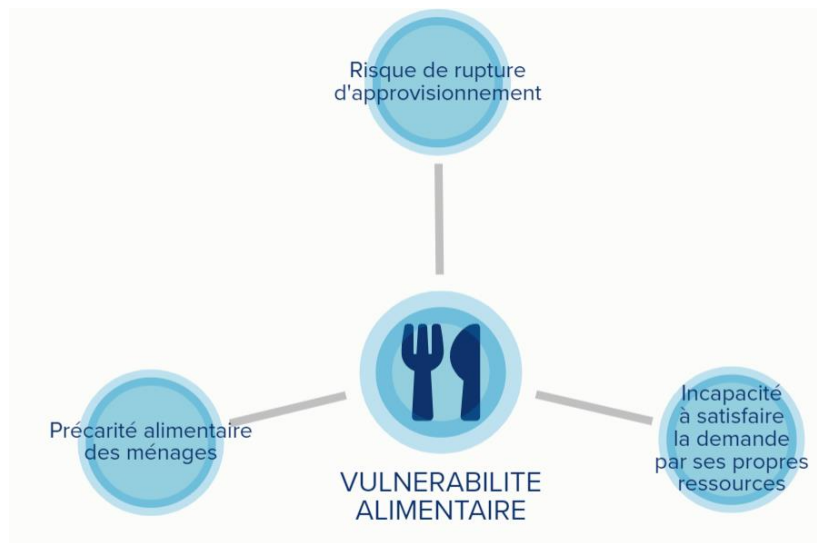 Risque de rupture
d'approvisionnement
Précarité alimentaire
des ménages
VULNERABILITE
ALIMENTAIRE
Incapacité
à satisfaire
la demande
par ses propres
ressources